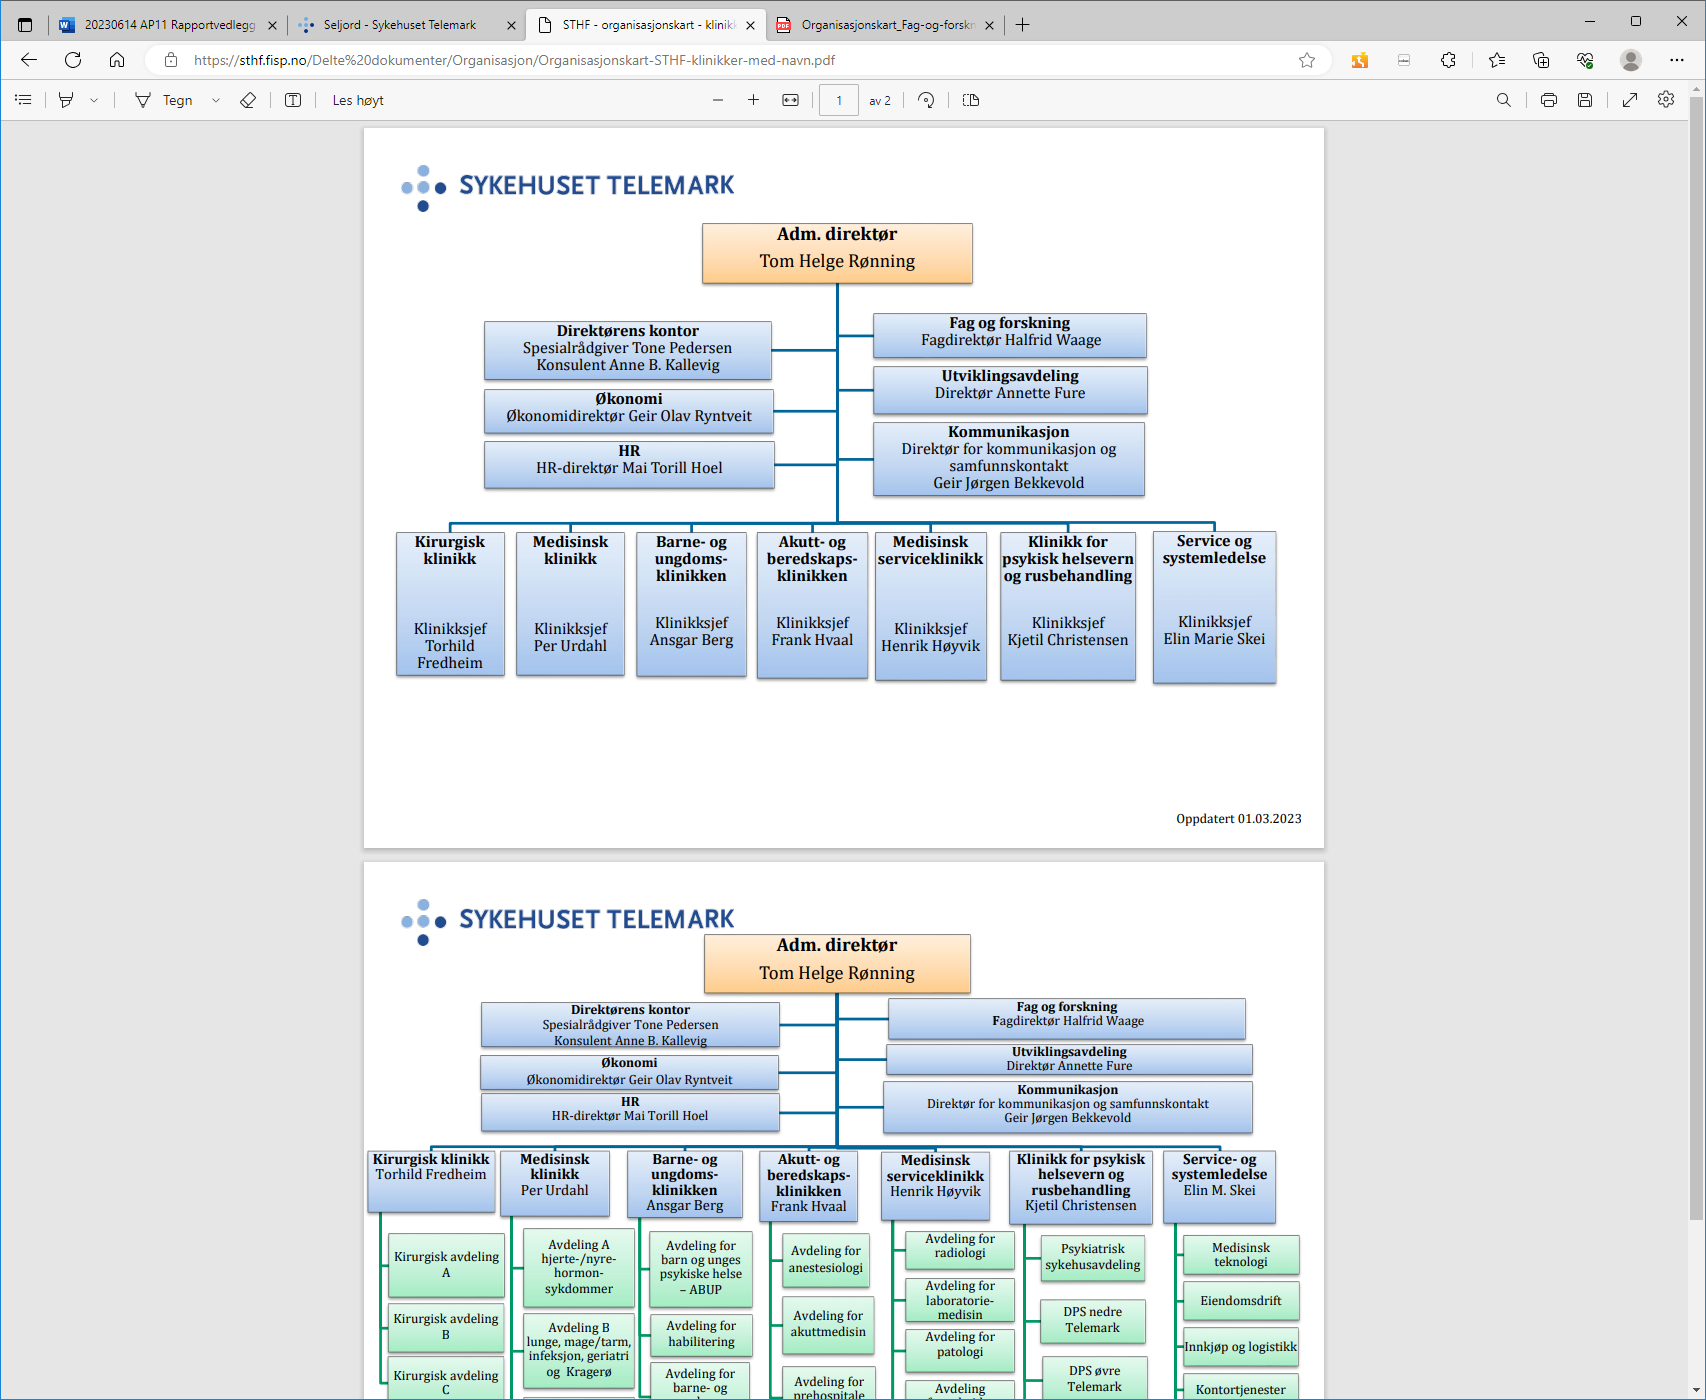 20230614 AP11 Rapportvedlegg
Seljord - Sykehuset Telemark
STHF - organisasjonskart - klinikk
Organisasjonskart_Fag-og-forskn
https://sthf.fisp.no/Delte%20dokumenter/Organisasjon/Organisasjonskart-STHF-klinikker-med-navn.pdf
Tegn
Les høyt
1
av 2
SYKEHUSET TELEMARK
Adm. direktør
Tom Helge Rønning
Direktørens kontor
Spesialrådgiver Tone Pedersen
Konsulent Anne B. Kallevig
Fag og forskning
Fagdirektør Halfrid Waage
Økonomi
Økonomidirektør Geir Olav Ryntveit
Utviklingsavdeling
Direktør Annette Fure
HR
HR-direktør Mai Torill Hoel
Kommunikasjon
Direktør for kommunikasjon og
samfunnskontakt
Geir Jørgen Bekkevold
Kirurgisk
klinikk
Klinikksjef
Torhild
Fredheim
Medisinsk
klinikk
Klinikksjef
Per Urdahl
Barne- og
ungdoms-
klinikken
Klinikksjef
Ansgar Berg
Akutt- og
beredskaps-
klinikken
Klinikksjef
Frank Hvaal
Medisinsk
serviceklinikk
Klinikksjef
Henrik Høyvik
Klinikk for
psykisk helsevern
og rusbehandling
Klinikksjef
Kjetil Christensen
Service og
systemledelse
Klinikksjef
Elin Marie Skei
Oppdatert 01.03.2023
SYKEHUSET TELEMARK
Adm. direktør
Tom Helge Rønning
Direktørens kontor
Spesialrådgiver Tone Pedersen
Konsulent Anne B. Kallevig
Fag og forskning
Fagdirektør Halfrid Waage
Økonomi
Økonomidirektør Geir Olav Ryntveit
Utviklingsavdeling
Direktør Annette Fure
HR
HR-direktør Mai Torill Hoel
Kommunikasjon
Direktør for kommunikasjon og samfunnskontakt
Geir Jørgen Bekkevold
Kirurgisk klinikk
Torhild Fredheim
Kirurgisk avdeling
A
Kirurgisk avdeling
B
Kirurgisk avdeling
C
Medisinsk
klinikk
Per Urdahl
Avdeling A
hjerte-/nyre-
hormon-
sykdommer
Avdeling B
lunge, mage/tarm,
infeksjon, geriatri
og Kragerø
Barne- og
ungdoms-
klinikken
Ansgar Berg
Avdeling for
barn og unges
psykiske helse
– ABUP
Avdeling for
habilitering
Avdeling for
barne- og
Akutt- og
beredskaps-
klinikken
Frank Hvaal
Avdeling for
anestesiologi
Avdeling for
akuttmedisin
Avdeling for
prehospitale
Medisinsk
serviceklinikk
Henrik Høyvik
Avdeling for
radiologi
Avdeling for
laboratorie-
medisin
Avdeling for
patologi
Avdeling
Klinikk for psykisk
helsevern og
rusbehandling
Kjetil Christensen
Psykiatrisk
sykehusavdeling
DPS nedre
Telemark
DPS øvre
Telemark
Service- og
systemledelse
Elin M. Skei
Medisinsk
teknologi
Eiendomsdrift
Innkjøp og logistikk
Kontortjenester